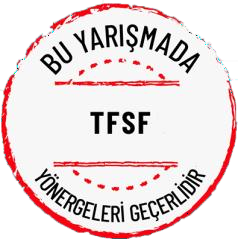 BU YARIŞMADA
TFSF
YÖNERGELERİ GEÇERLİDİR